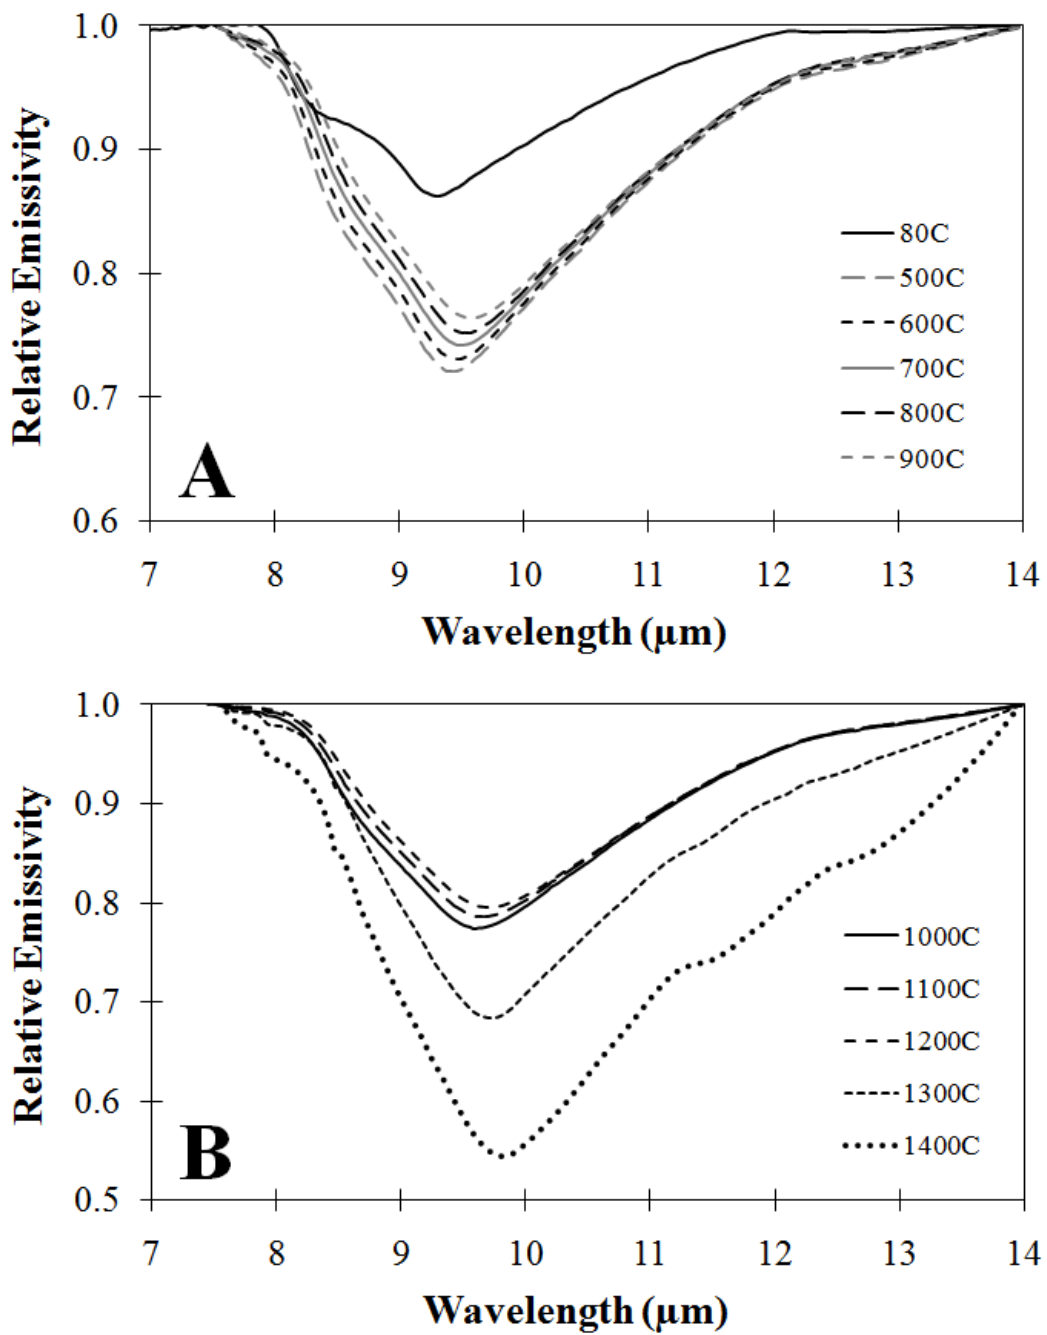 1.0
0.9
0.8
0.7
0.6
Relative Emissivity
80C
500C
600C
700C
800C
900C
A
7 8 9 10 11 12 13 14
Wavelength (µm)
1.0
0.9
0.8
0.7
0.6
0.5
Relative Emissivity
1000C
1100C
1200C
1300C
1400C
B
7 8 9 10 11 12 13 14
Wavelength (µm)